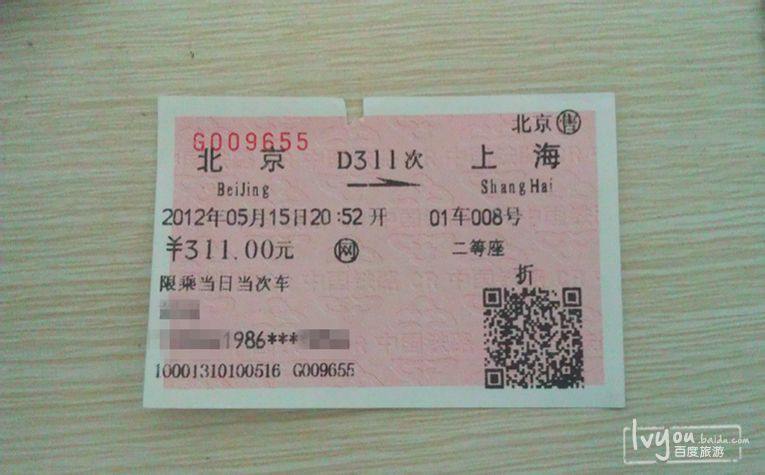 北京售
G009655
北京 D311次 上海
BeiJing ShangHai
2012年05月15日20:52开 01车008号
¥311.00元 网 二等座
限乘当日当次车 折
1986***
10001310100516 G009655
lvyou.baidu.com
百度旅游